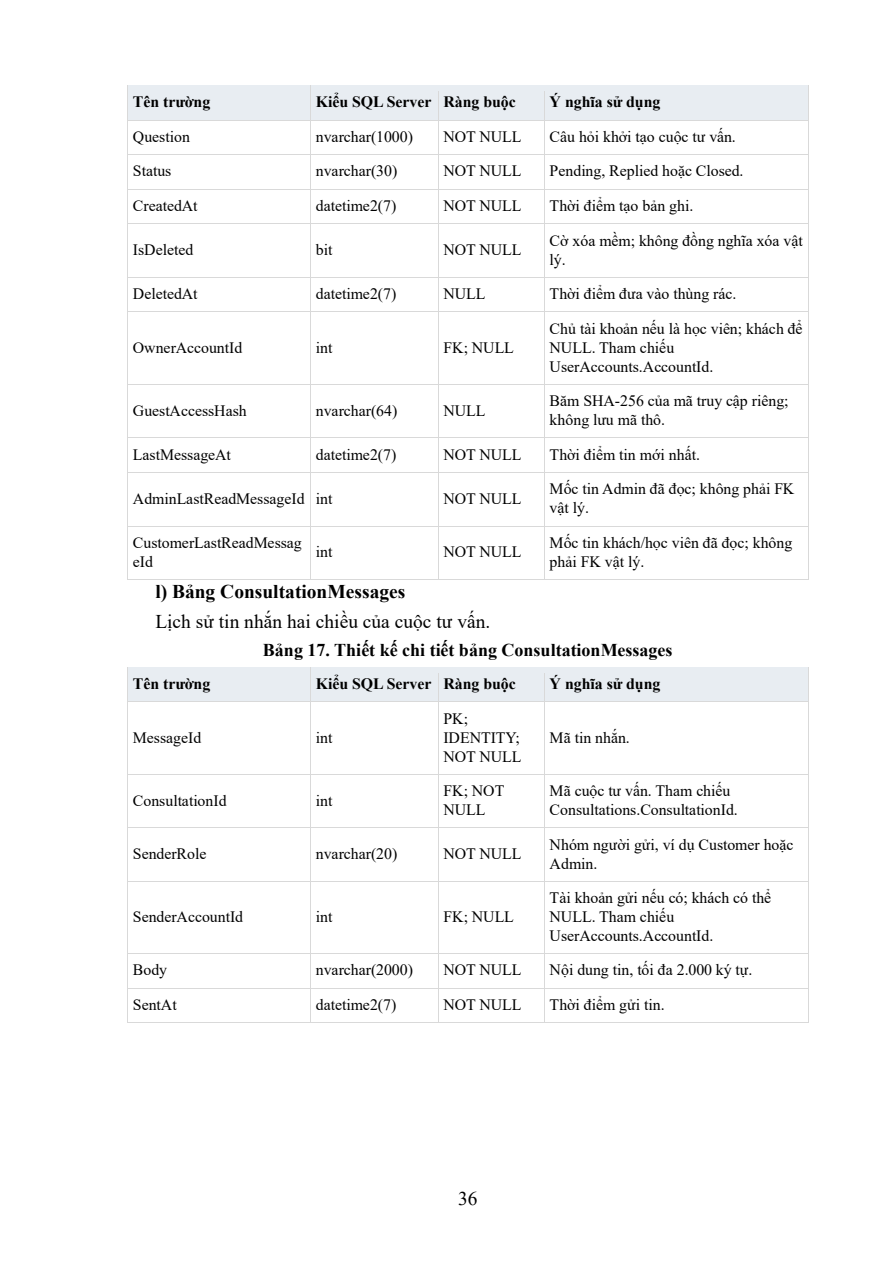 Tên trường Kiểu SQL Server Ràng buộc Ý nghĩa sử dụng
Question nvarchar(1000) NOT NULL Câu hỏi khởi tạo cuộc tư vấn.
Status nvarchar(30) NOT NULL Pending, Replied hoặc Closed.
CreatedAt datetime2(7) NOT NULL Thời điểm tạo bản ghi.
IsDeleted bit NOT NULL Cờ xóa mềm; không đồng nghĩa xóa vật
lý.
DeletedAt datetime2(7) NULL Thời điểm đưa vào thùng rác.
OwnerAccountId int FK; NULL Chủ tài khoản nếu là học viên; khách để
NULL. Tham chiếu
UserAccounts.AccountId.
GuestAccessHash nvarchar(64) NULL Băm SHA-256 của mã truy cập riêng;
không lưu mã thô.
LastMessageAt datetime2(7) NOT NULL Thời điểm tin mới nhất.
AdminLastReadMessageId int NOT NULL Mốc tin Admin đã đọc; không phải FK
vật lý.
CustomerLastReadMessag
eId int NOT NULL Mốc tin khách/học viên đã đọc; không
phải FK vật lý.
l) Bảng ConsultationMessages
Lịch sử tin nhắn hai chiều của cuộc tư vấn.
Bảng 17. Thiết kế chi tiết bảng ConsultationMessages
Tên trường Kiểu SQL Server Ràng buộc Ý nghĩa sử dụng
MessageId int PK;
IDENTITY;
NOT NULL Mã tin nhắn.
ConsultationId int FK; NOT
NULL Mã cuộc tư vấn. Tham chiếu
Consultations.ConsultationId.
SenderRole nvarchar(20) NOT NULL Nhóm người gửi, ví dụ Customer hoặc
Admin.
SenderAccountId int FK; NULL Tài khoản gửi nếu có; khách có thể
NULL. Tham chiếu
UserAccounts.AccountId.
Body nvarchar(2000) NOT NULL Nội dung tin, tối đa 2.000 ký tự.
SentAt datetime2(7) NOT NULL Thời điểm gửi tin.
36